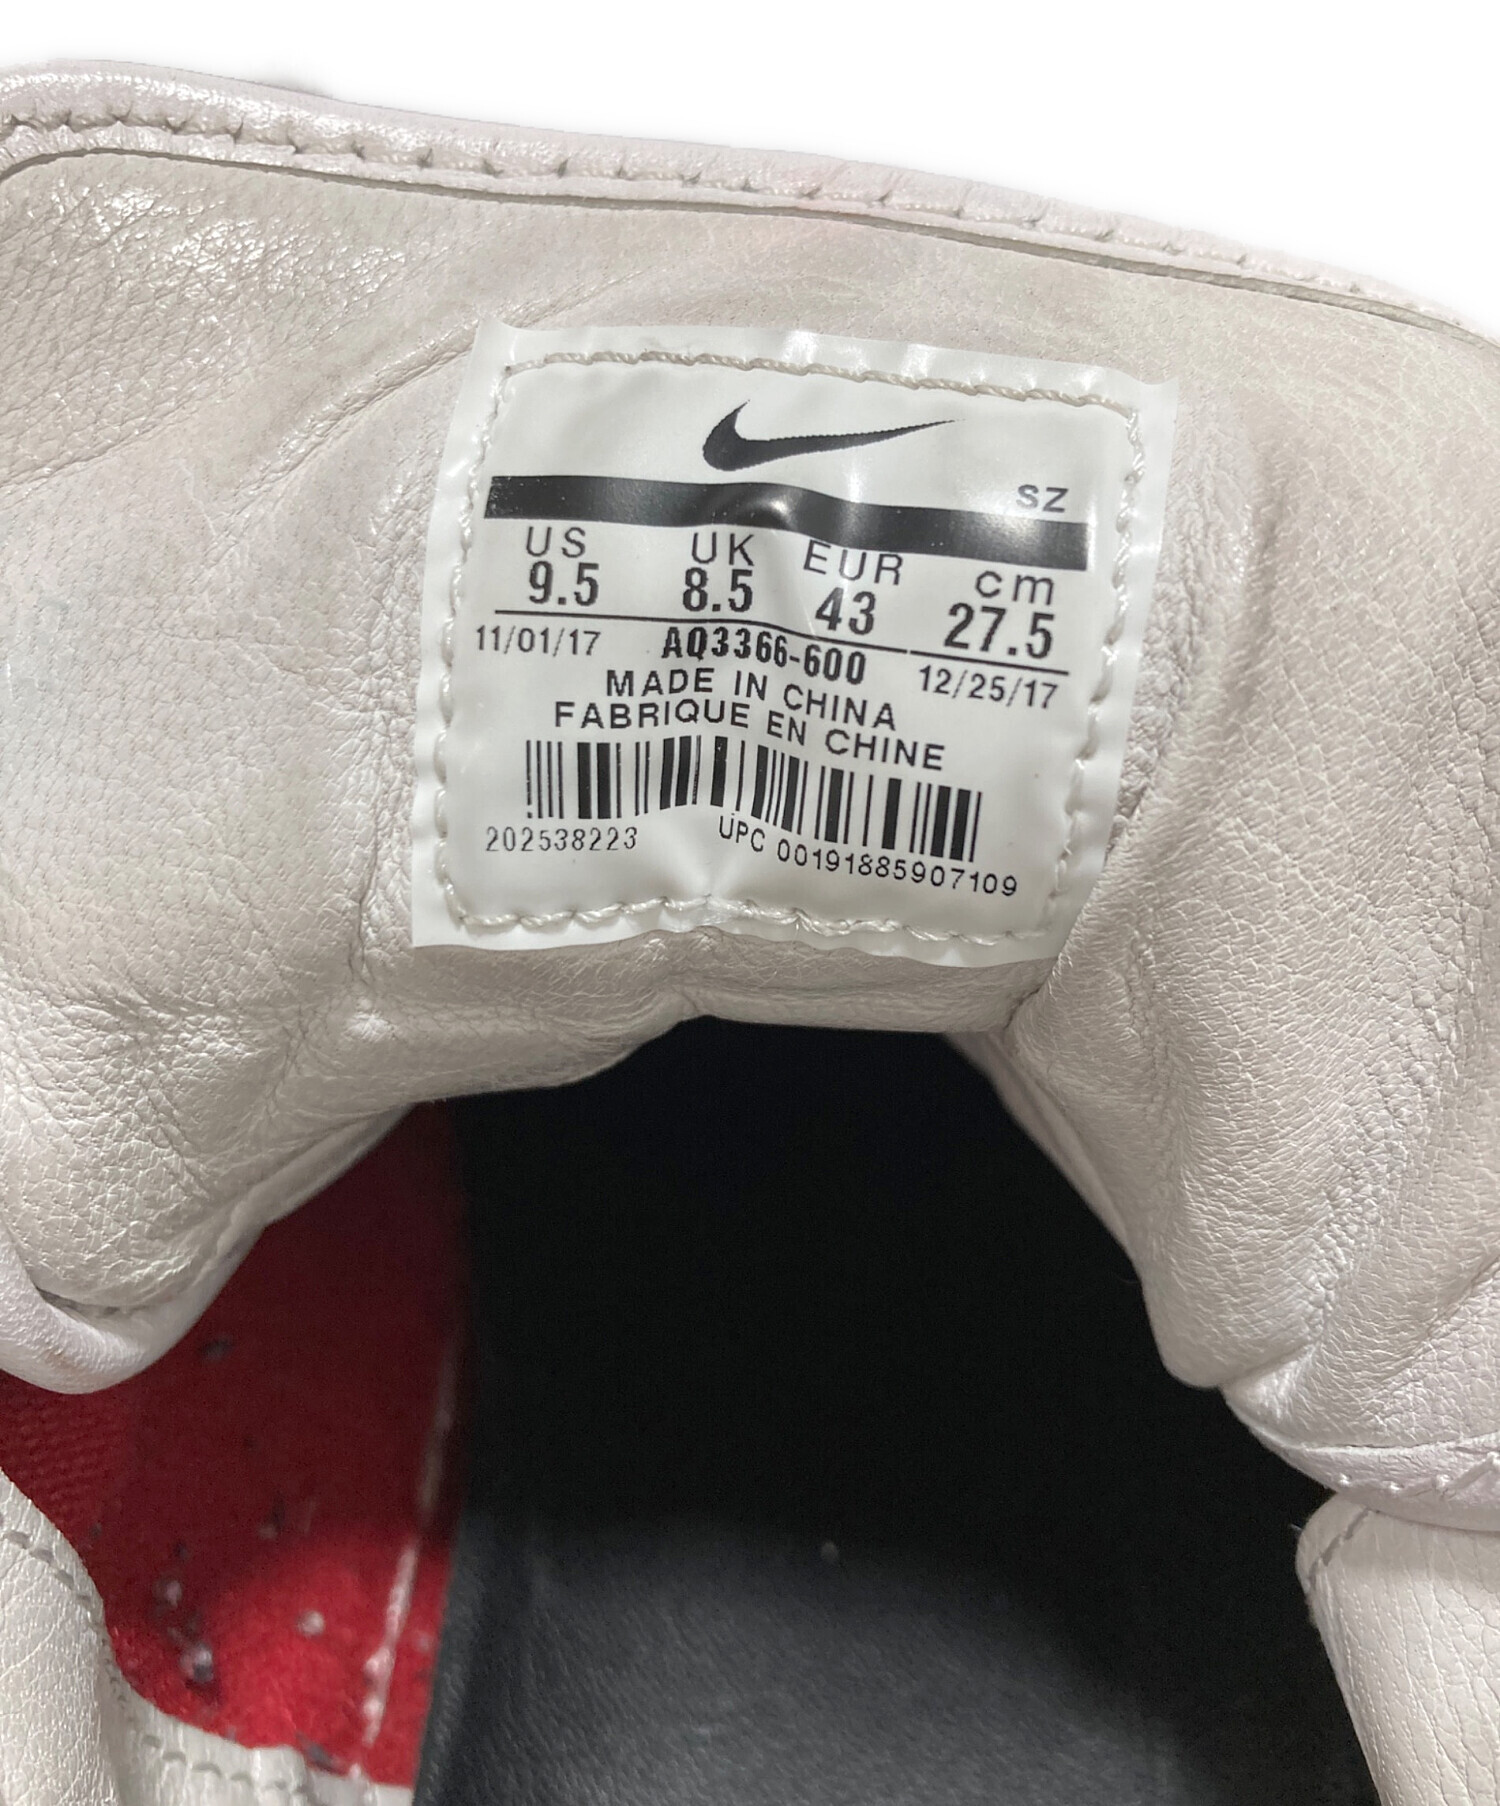 SZ
US UK EUR cm
9.5 8.5 43 27.5
11/01/17 AQ3366-600 12/25/17
MADE IN CHINA
FABRIQUE EN CHINE
202538223 UPC 00191885907109